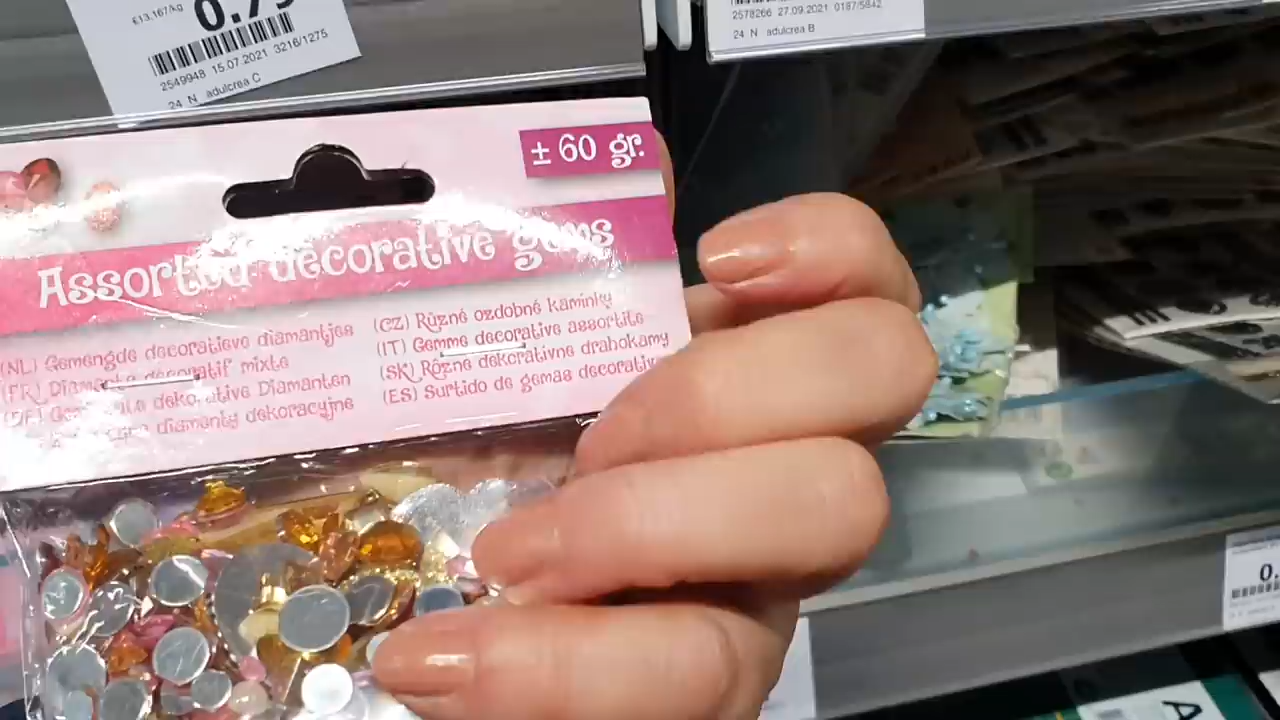 €13,167/kg
0.79
2549948 15.07.2021 3216/1275
24 N adulcrea C
2578266 27.09.2021 0187/5842
24 N adulcrea B
± 60 gr.
Assorted decorative gems
(NL) Gemengde decoratieve diamantjes
(FR) Diamants décoratif mixte
Diamanten
diamenty dekoracyjne
(CZ) Různé ozdobné kamínky
(IT) Gemme decorative assortite
(SK) Rôzne dekoratívne drahokamy
(ES) Surtido de gemas
0.
A